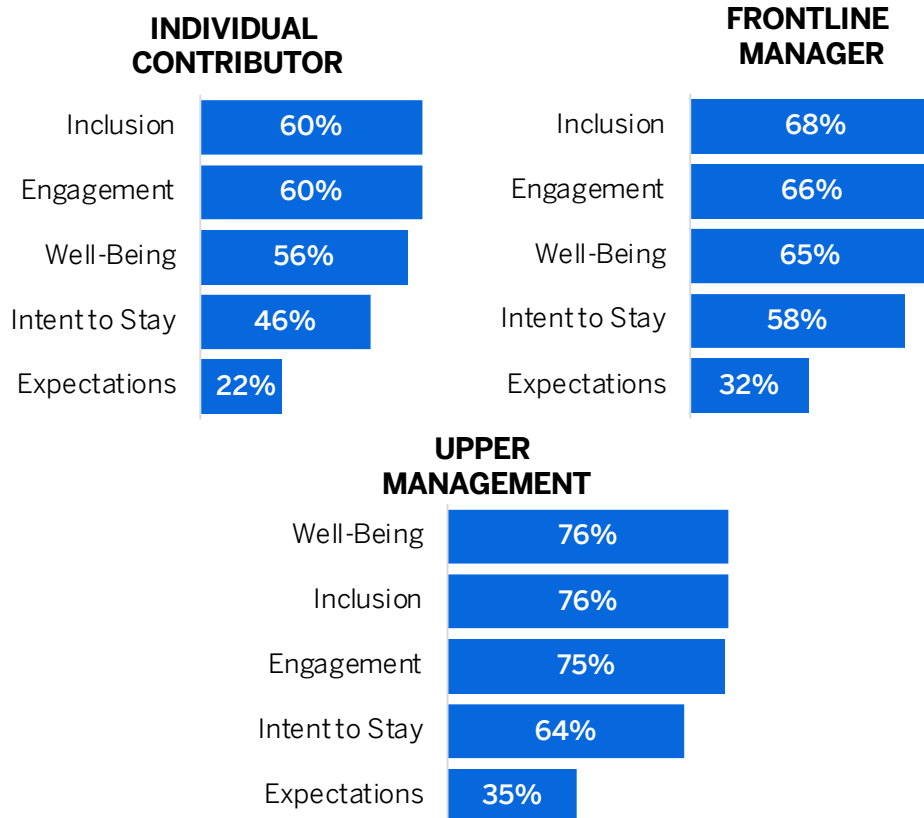 INDIVIDUAL
CONTRIBUTOR
Inclusion 60%
Engagement 60%
Well-Being 56%
Intent to Stay 46%
Expectations 22%
FRONTLINE
MANAGER
Inclusion 68%
Engagement 66%
Well-Being 65%
Intent to Stay 58%
Expectations 32%
UPPER
MANAGEMENT
Well-Being 76%
Inclusion 76%
Engagement 75%
Intent to Stay 64%
Expectations 35%